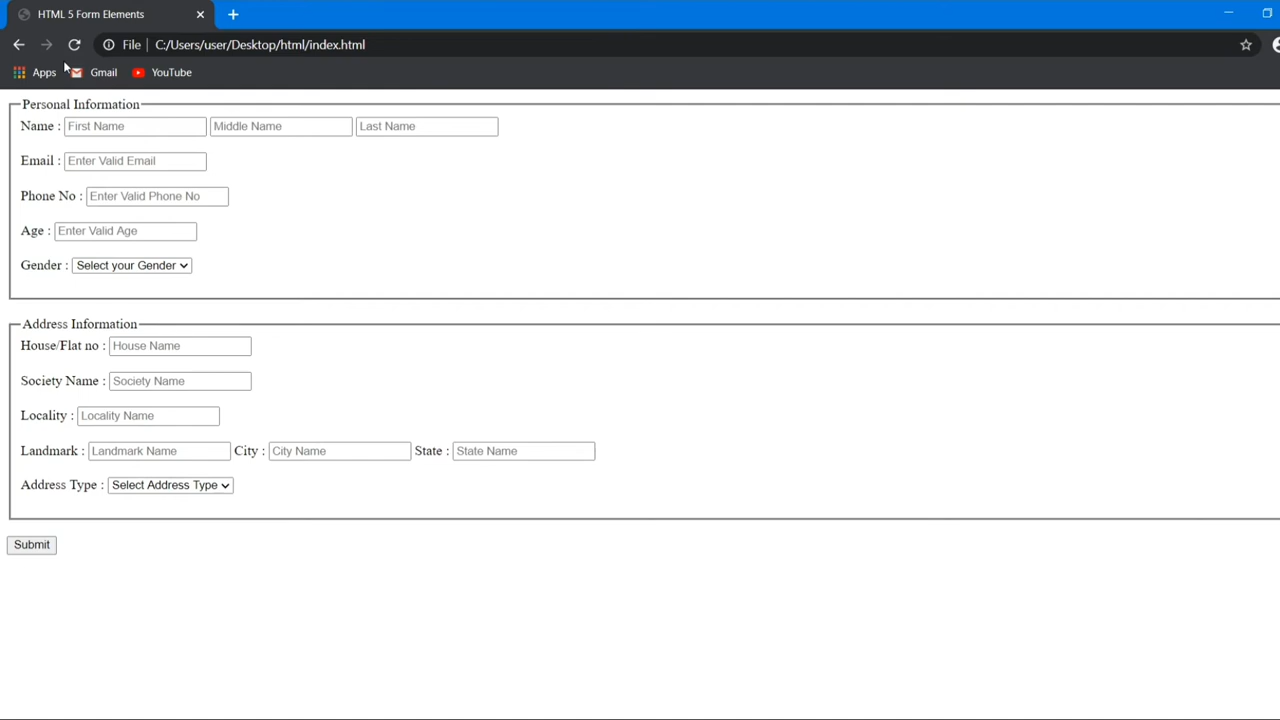 HTML 5 Form Elements
File C:/Users/user/Desktop/html/index.html
Apps Gmail YouTube
Personal Information
Name : First Name Middle Name Last Name
Email : Enter Valid Email
Phone No : Enter Valid Phone No
Age : Enter Valid Age
Gender : Select your Gender
Address Information
House/Flat no : House Name
Society Name : Society Name
Locality : Locality Name
Landmark : Landmark Name City : City Name State : State Name
Address Type : Select Address Type
Submit